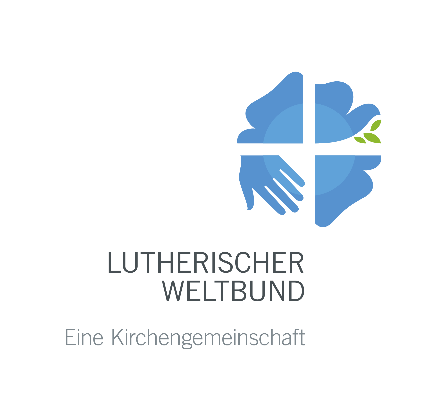 LUTHERISCHER
WELTBUND
Eine Kirchengemeinschaft